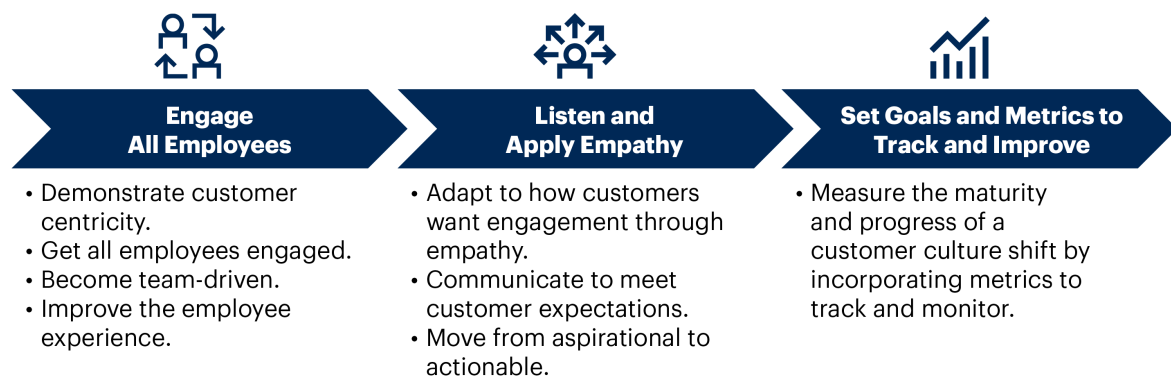 Engage
All Employees
• Demonstrate customer
centricity.
• Get all employees engaged.
• Become team-driven.
• Improve the employee
experience.
Listen and
Apply Empathy
• Adapt to how customers
want engagement through
empathy.
• Communicate to meet
customer expectations.
• Move from aspirational to
actionable.
Set Goals and Metrics to
Track and Improve
• Measure the maturity
and progress of a
customer culture shift by
incorporating metrics to
track and monitor.